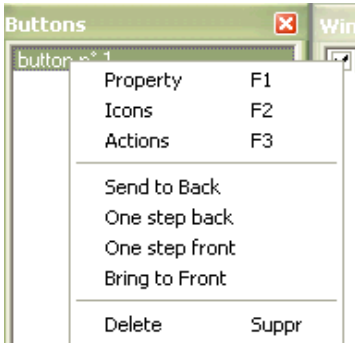 Buttons
Win
button n° 1
Property F1
Icons F2
Actions F3
Send to Back
One step back
One step front
Bring to Front
Delete Suppr